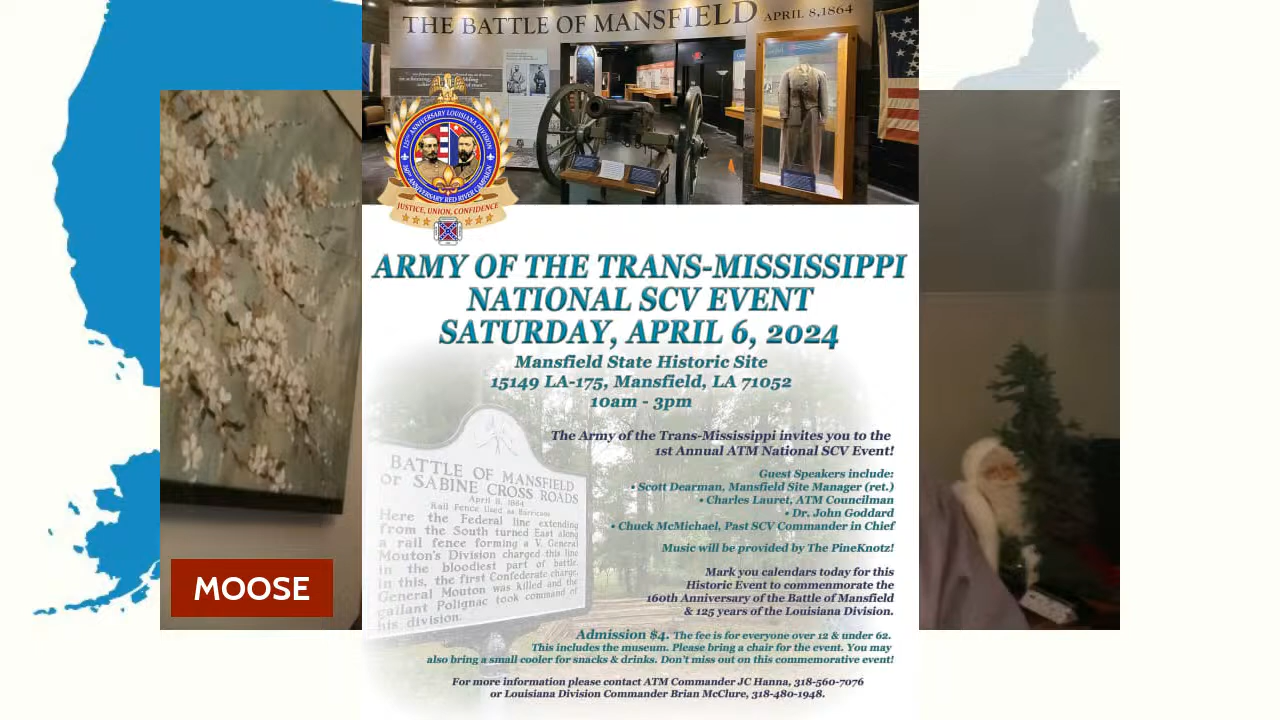 THE BATTLE OF MANSFIELD APRIL 8, 1864
125TH ANNIVERSARY LOUISIANA DIVISION
160TH ANNIVERSARY RED RIVER CAMPAIGN
JUSTICE, UNION, CONFIDENCE
ARMY OF THE TRANS-MISSISSIPPI
NATIONAL SCV EVENT
SATURDAY, APRIL 6, 2024
Mansfield State Historic Site
15149 LA-175, Mansfield, LA 71052
10am - 3pm
The Army of the Trans-Mississippi invites you to the
1st Annual ATM National SCV Event!
Guest Speakers include:
• Scott Dearman, Mansfield Site Manager (ret.)
• Charles Lauret, ATM Councilman
• Dr. John Goddard
• Chuck McMichael, Past SCV Commander in Chief
Music will be provided by The PineKnotz!
Mark you calendars today for this
Historic Event to commenmorate the
160th Anniversary of the Battle of Mansfield
& 125 years of the Louisiana Division.
BATTLE OF MANSFIELD
OR SABINE CROSS ROADS
April 8, 1864
Rail Fence Used as Barricade
Here the Federal line extending
from the South turned East along
a rail fence forming a V. General
Mouton's Division charged this line
in the bloodiest part of battle.
In this, the first Confederate charge,
General Mouton was killed and the
gallant Polignac took command of
his division.
Admission $4. The fee is for everyone over 12 & under 62.
This includes the museum. Please bring a chair for the event. You may
also bring a small cooler for snacks & drinks. Don't miss out on this commemorative event!
For more information please contact ATM Commander JC Hanna, 318-560-7076
or Louisiana Division Commander Brian McClure, 318-480-1948.
MOOSE